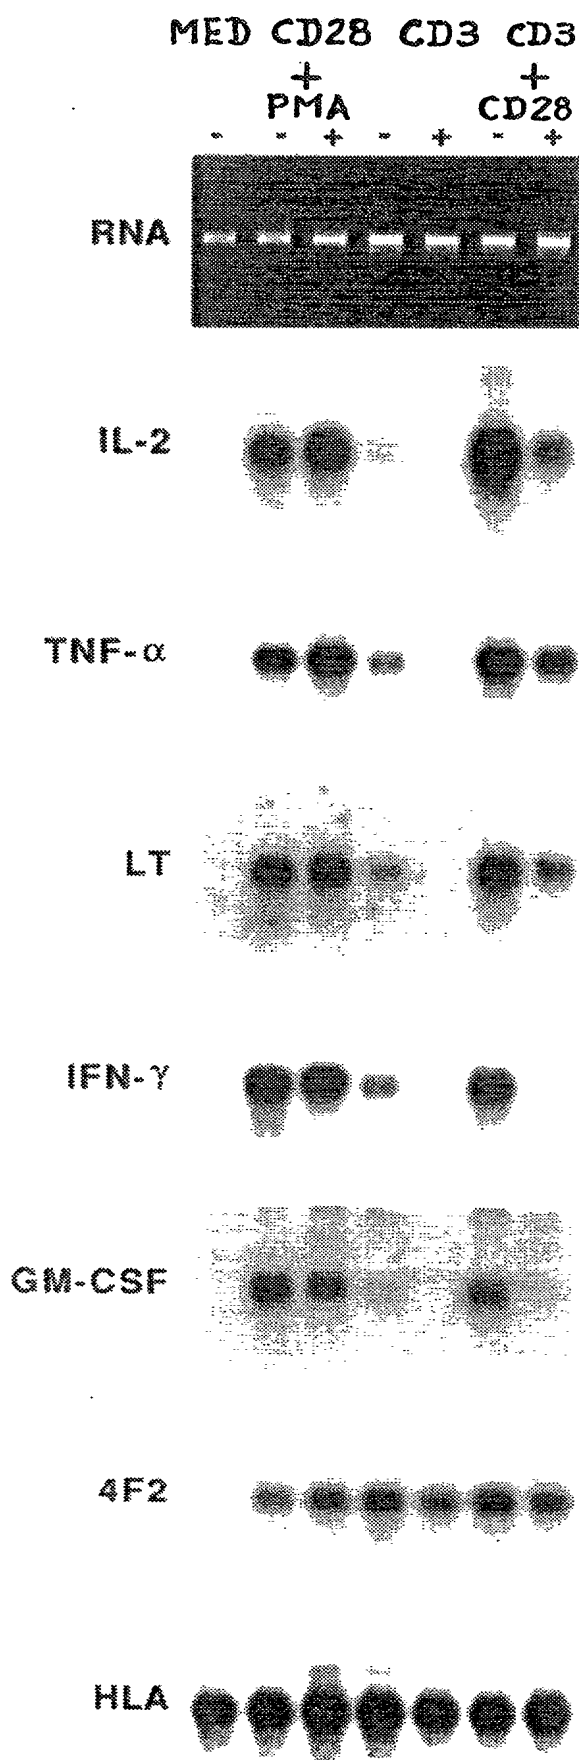 MED CD28 CD3 CD3
+ +
PMA CD28
- - + - + - +
RNA
IL-2
TNF-α
LT
IFN-γ
GM-CSF
4F2
HLA